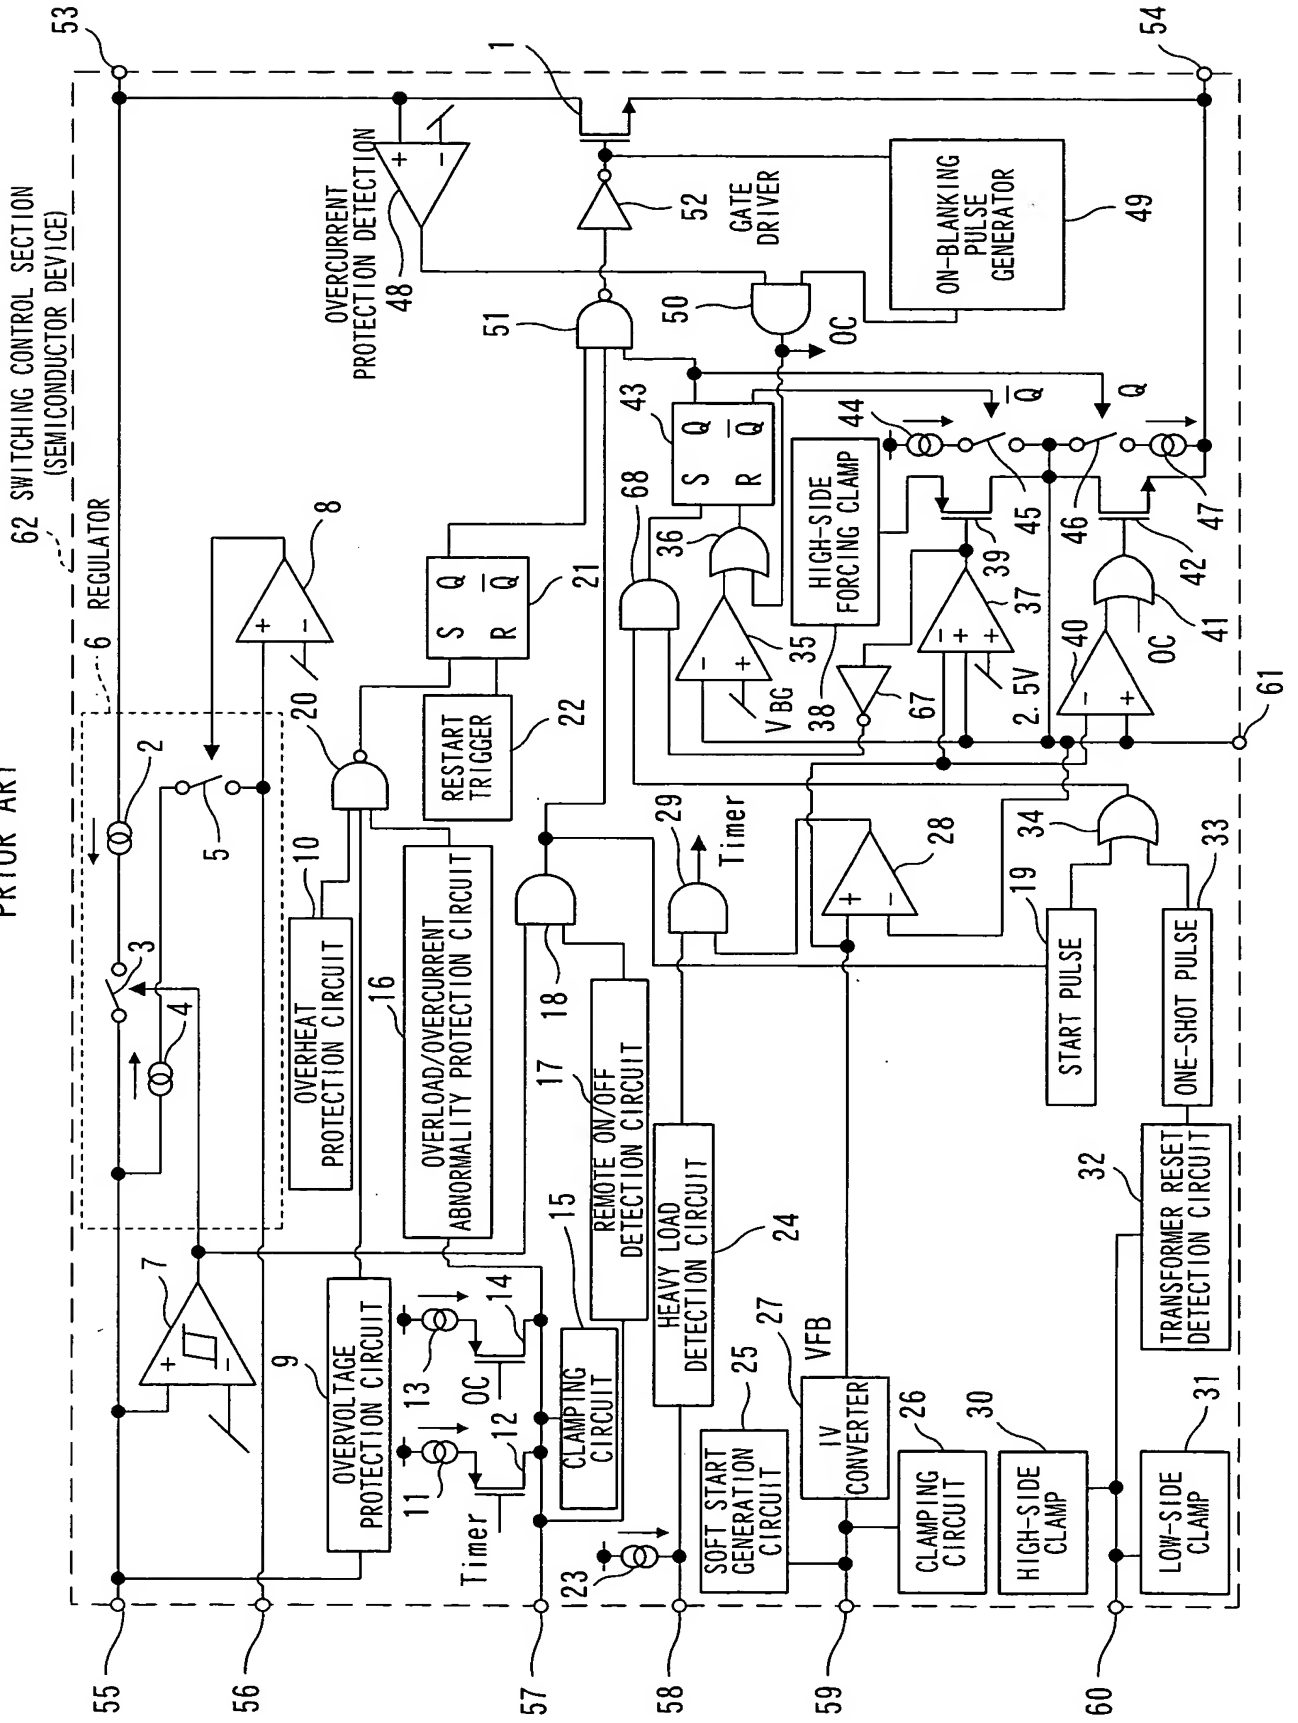 PRIOR ART
62 SWITCHING CONTROL SECTION
(SEMICONDUCTOR DEVICE)
6 REGULATOR
53
54
1
2
3
4
5
7
+
−
8
+
−
OVERCURRENT
PROTECTION DETECTION
48
+
−
52
GATE
DRIVER
ON-BLANKING
PULSE
GENERATOR
49
50
51
OC
9
OVERVOLTAGE
PROTECTION CIRCUIT
10
OVERHEAT
PROTECTION CIRCUIT
20
S Q
R Q
21
RESTART
TRIGGER
22
16
OVERLOAD/OVERCURRENT
ABNORMALITY PROTECTION CIRCUIT
11
12
13
14
Timer
OC
15
CLAMPING
CIRCUIT
17
REMOTE ON/OFF
DETECTION CIRCUIT
18
HEAVY LOAD
DETECTION CIRCUIT
24
23
29
Timer
25
SOFT START
GENERATION
CIRCUIT
27
IV
CONVERTER
VFB
26
CLAMPING
CIRCUIT
28
+
−
30
HIGH-SIDE
CLAMP
31
LOW-SIDE
CLAMP
32
TRANSFORMER RESET
DETECTION CIRCUIT
33
ONE-SHOT PULSE
19
START PULSE
34
43
S Q
R Q
68
36
35
−
+
VBG
38
HIGH-SIDE
FORCING CLAMP
67
37
−
+
+
2.5V
39
40
−
+
OC
41
42
44
45
46
47
Q
Q
55
56
57
58
59
60
61